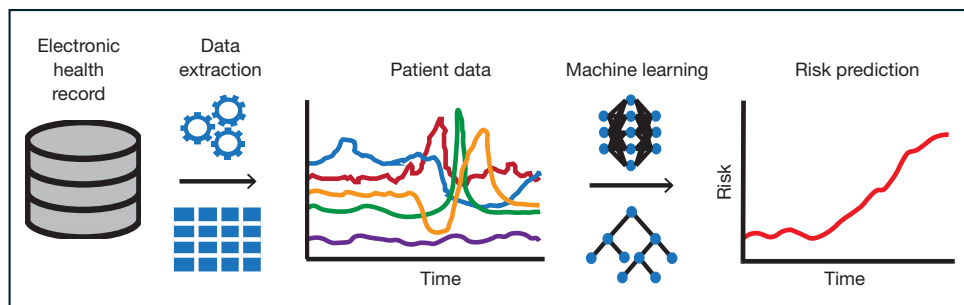 Electronic
health
record
Data
extraction
Patient data
Time
Machine learning
Risk prediction
Risk
Time